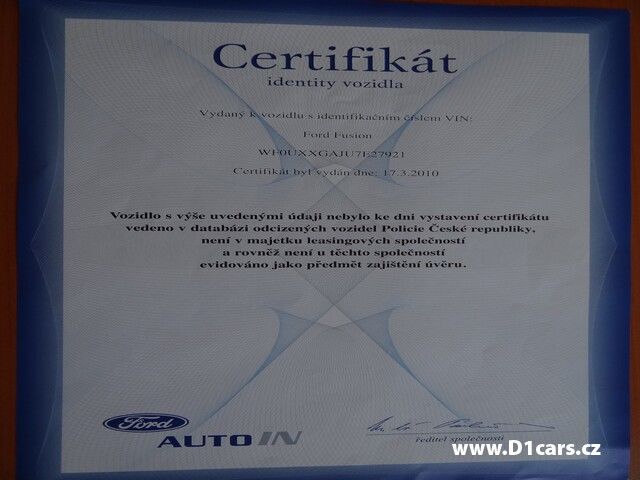 Certifikát
identity vozidla
Vydaný k vozidlu s identifikačním číslem VIN:
Ford Fusion
WF0UXXGAJU7E27921
Certifikát byl vydán dne: 17.3.2010
Vozidlo s výše uvedenými údaji nebylo ke dni vystavení certifikátu
vedeno v databázi odcizených vozidel Policie České republiky,
není v majetku leasingových společností
a rovněž není u těchto společností
evidováno jako předmět zajištění úvěru.
Ford
AUTO IN
ředitel společnosti
www.D1cars.cz